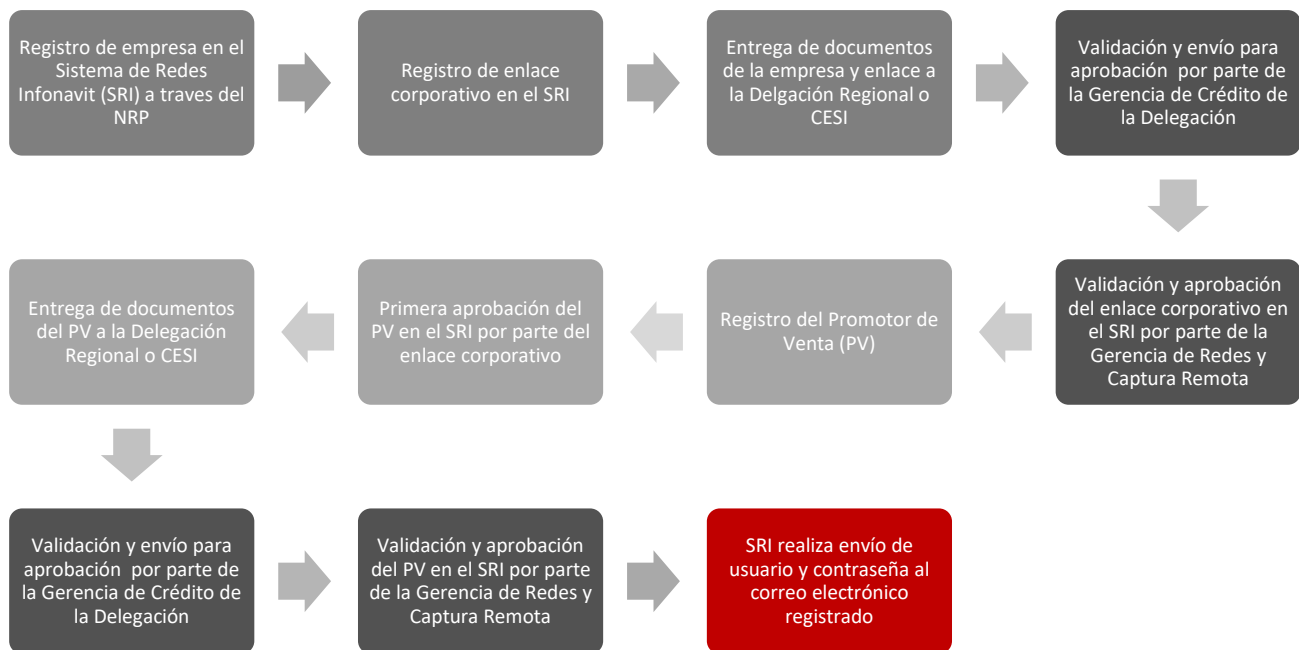 Registro de empresa en el
Sistema de Redes
Infonavit (SRI) a traves del
NRP
Registro de enlace
corporativo en el SRI
Entrega de documentos
de la empresa y enlace a
la Delgación Regional o
CESI
Validación y envío para
aprobación por parte de
la Gerencia de Crédito de
la Delegación
Validación y aprobación
del enlace corporativo en
el SRI por parte de la
Gerencia de Redes y
Captura Remota
Registro del Promotor de
Venta (PV)
Primera aprobación del
PV en el SRI por parte del
enlace corporativo
Entrega de documentos
del PV a la Delegación
Regional o CESI
Validación y envío para
aprobación por parte de
la Gerencia de Crédito de
la Delegación
Validación y aprobación
del PV en el SRI por parte
de la Gerencia de Redes y
Captura Remota
SRI realiza envío de
usuario y contraseña al
correo electrónico
registrado